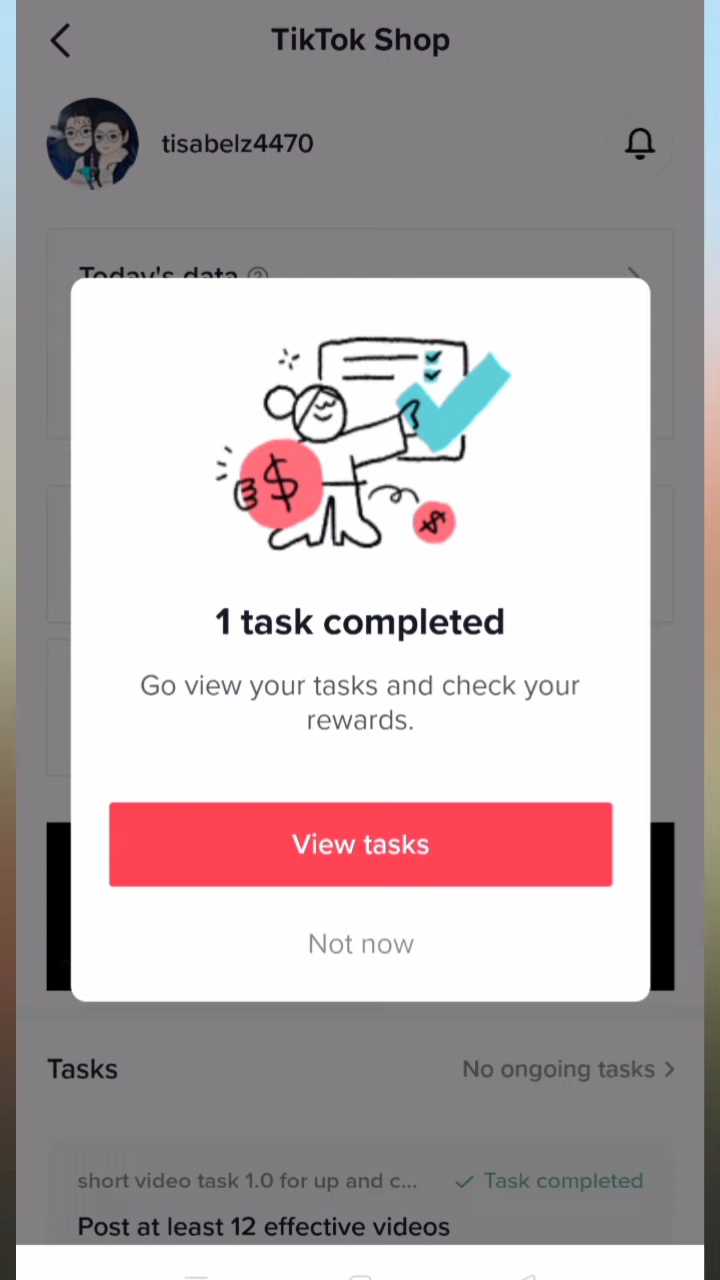 TikTok Shop
tisabelz4470
Today's data
$
$
1 task completed
Go view your tasks and check your
rewards.
View tasks
Not now
Tasks
No ongoing tasks
short video task 1.0 for up and c...
Task completed
Post at least 12 effective videos